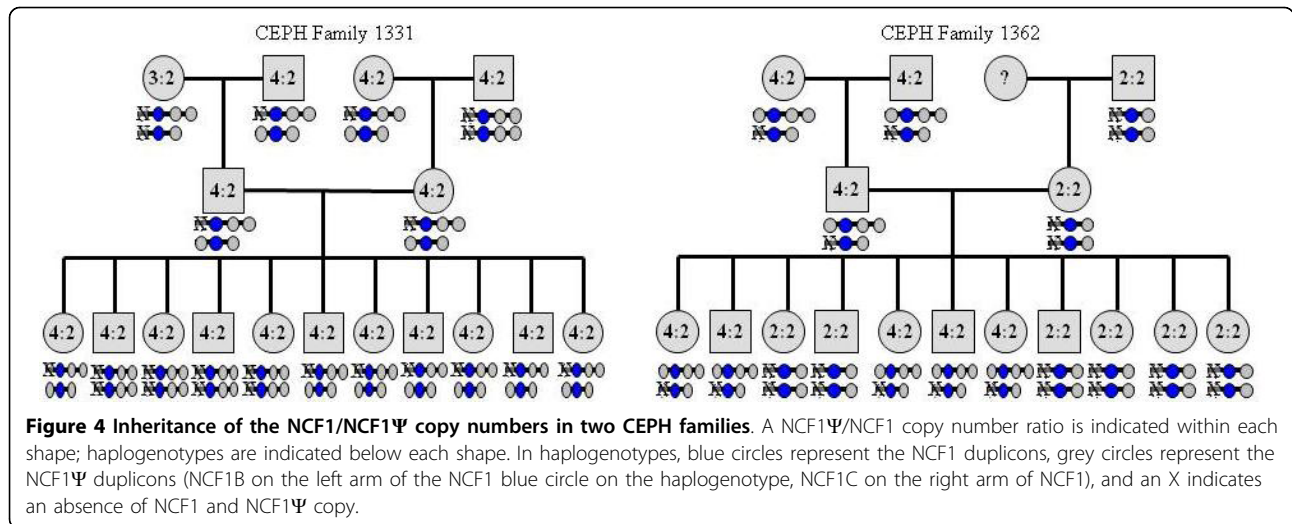 CEPH Family 1331 CEPH Family 1362
3:2 4:2 4:2 4:2 4:2 4:2 ? 2:2
X X X X X X X X X
4:2 4:2 4:2 2:2
X X X X X
4:2 4:2 4:2 4:2 4:2 4:2 4:2 4:2 4:2 4:2 4:2 4:2 4:2 2:2 2:2 4:2 4:2 4:2 2:2 2:2 2:2 2:2
Figure 4 Inheritance of the NCF1/NCF1Ψ copy numbers in two CEPH families. A NCF1Ψ/NCF1 copy number ratio is indicated within each
shape; haplogenotypes are indicated below each shape. In haplogenotypes, blue circles represent the NCF1 duplicons, grey circles represent the
NCF1Ψ duplicons (NCF1B on the left arm of the NCF1 blue circle on the haplogenotype, NCF1C on the right arm of NCF1), and an X indicates
an absence of NCF1 and NCF1Ψ copy.